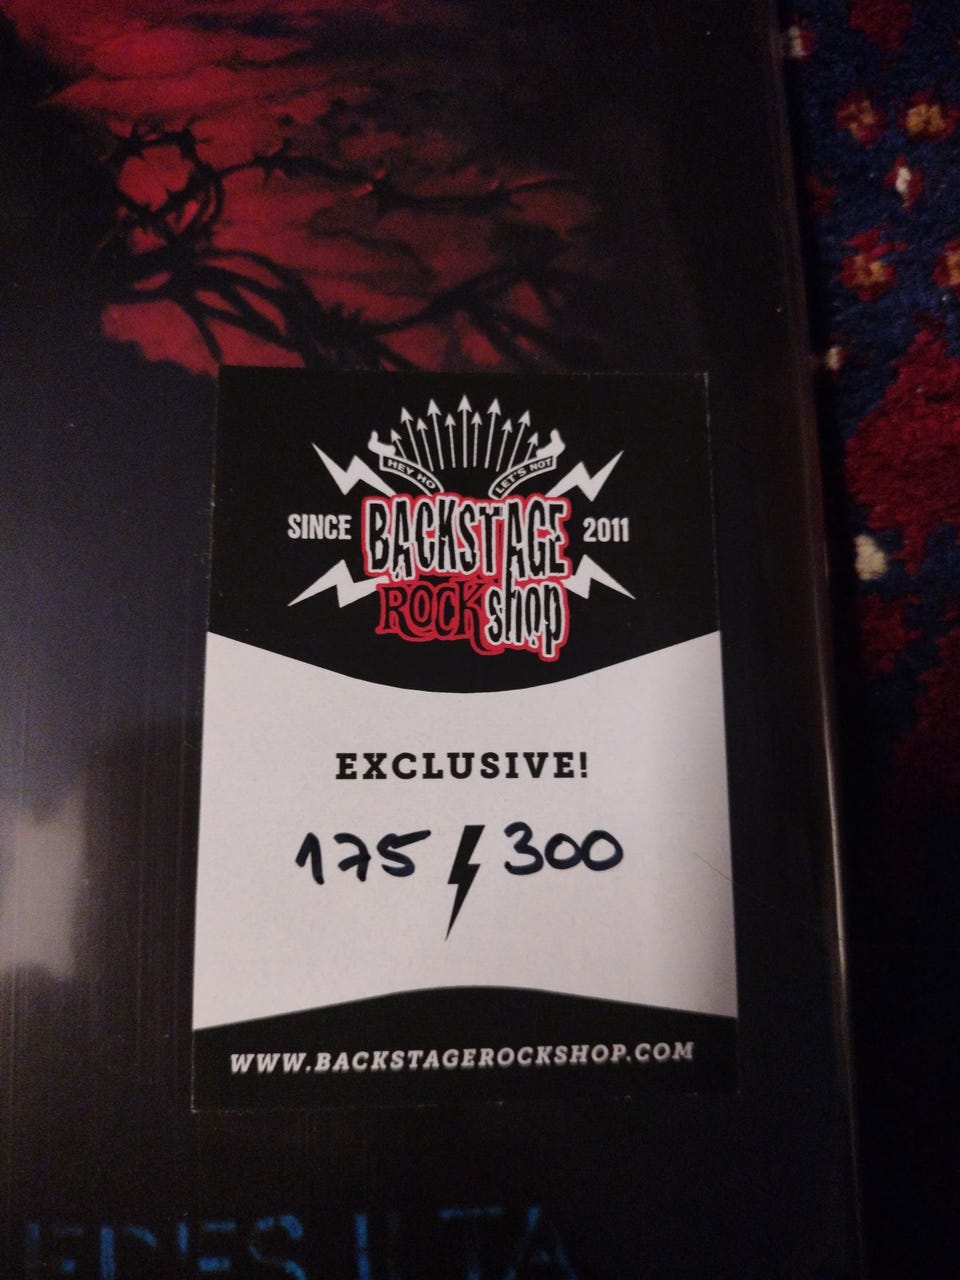 HEY HO
LET'S NOT
SINCE BACKSTAGE 2011
ROCK shop
EXCLUSIVE!
175 / 300
WWW.BACKSTAGEROCKSHOP.COM